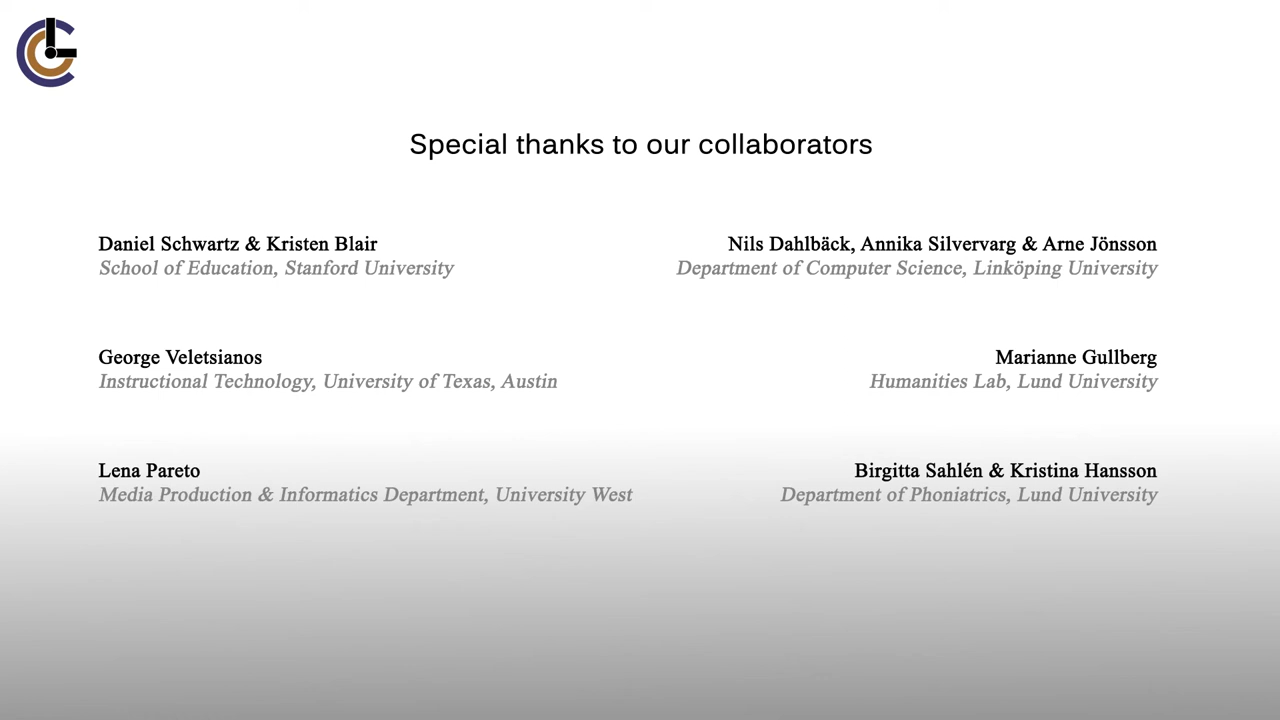 Special thanks to our collaborators
Daniel Schwartz & Kristen Blair
School of Education, Stanford University
George Veletsianos
Instructional Technology, University of Texas, Austin
Lena Pareto
Media Production & Informatics Department, University West
Nils Dahlbäck, Annika Silvervarg & Arne Jönsson
Department of Computer Science, Linköping University
Marianne Gullberg
Humanities Lab, Lund University
Birgitta Sahlén & Kristina Hansson
Department of Phoniatrics, Lund University